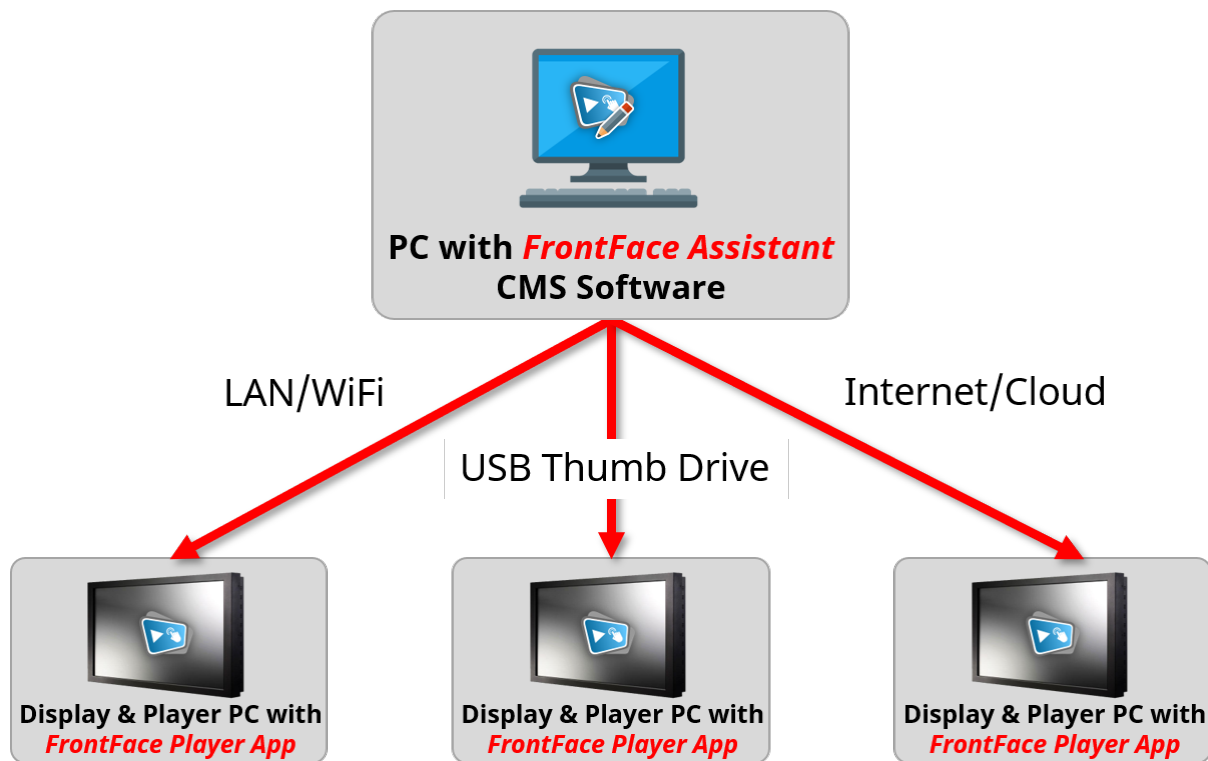 PC with FrontFace Assistant
CMS Software
LAN/WiFi
Internet/Cloud
USB Thumb Drive
Display & Player PC with
FrontFace Player App
Display & Player PC with
FrontFace Player App
Display & Player PC with
FrontFace Player App